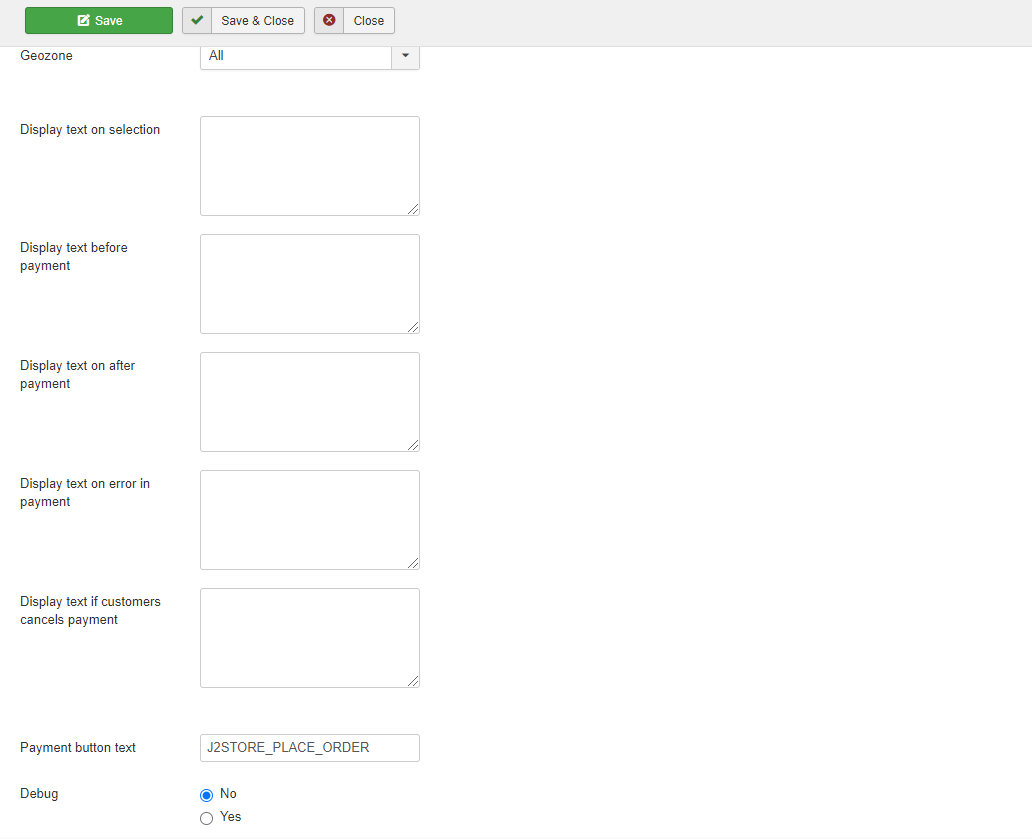 Save
Save & Close
Close
Geozone
All
Display text on selection
Display text before
payment
Display text on after
payment
Display text on error in
payment
Display text if customers
cancels payment
Payment button text
J2STORE_PLACE_ORDER
Debug
No
Yes